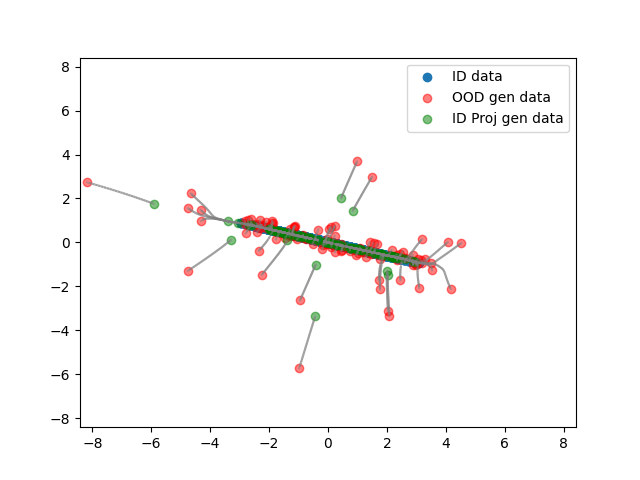 ID data
OOD gen data
ID Proj gen data
8
6
4
2
0
−2
−4
−6
−8
−8 −6 −4 −2 0 2 4 6 8